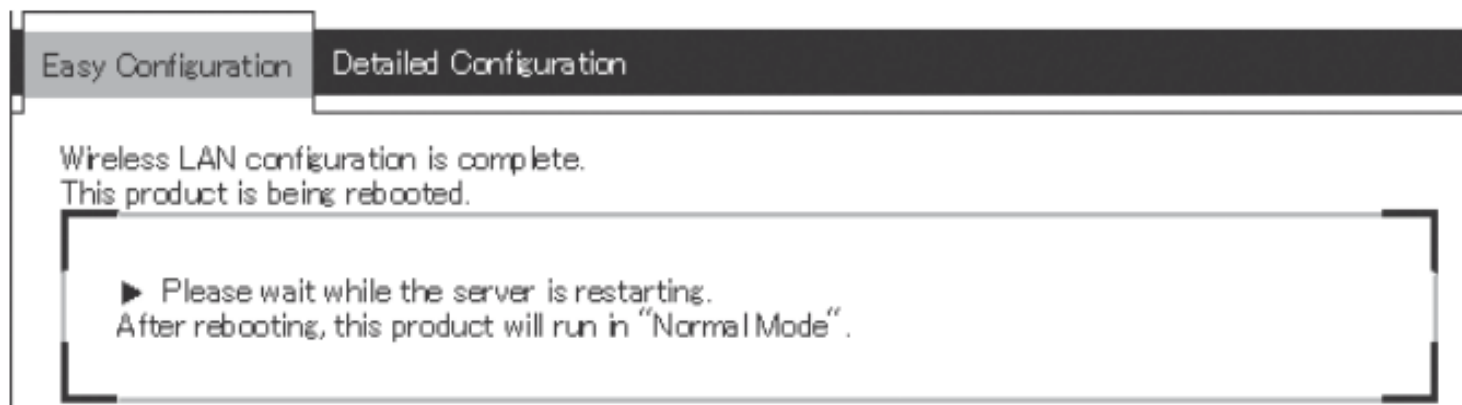 Easy Configuration
Detailed Configuration
Wireless LAN configuration is complete.
This product is being rebooted.
▶ Please wait while the server is restarting.
After rebooting, this product will run in "Normal Mode".